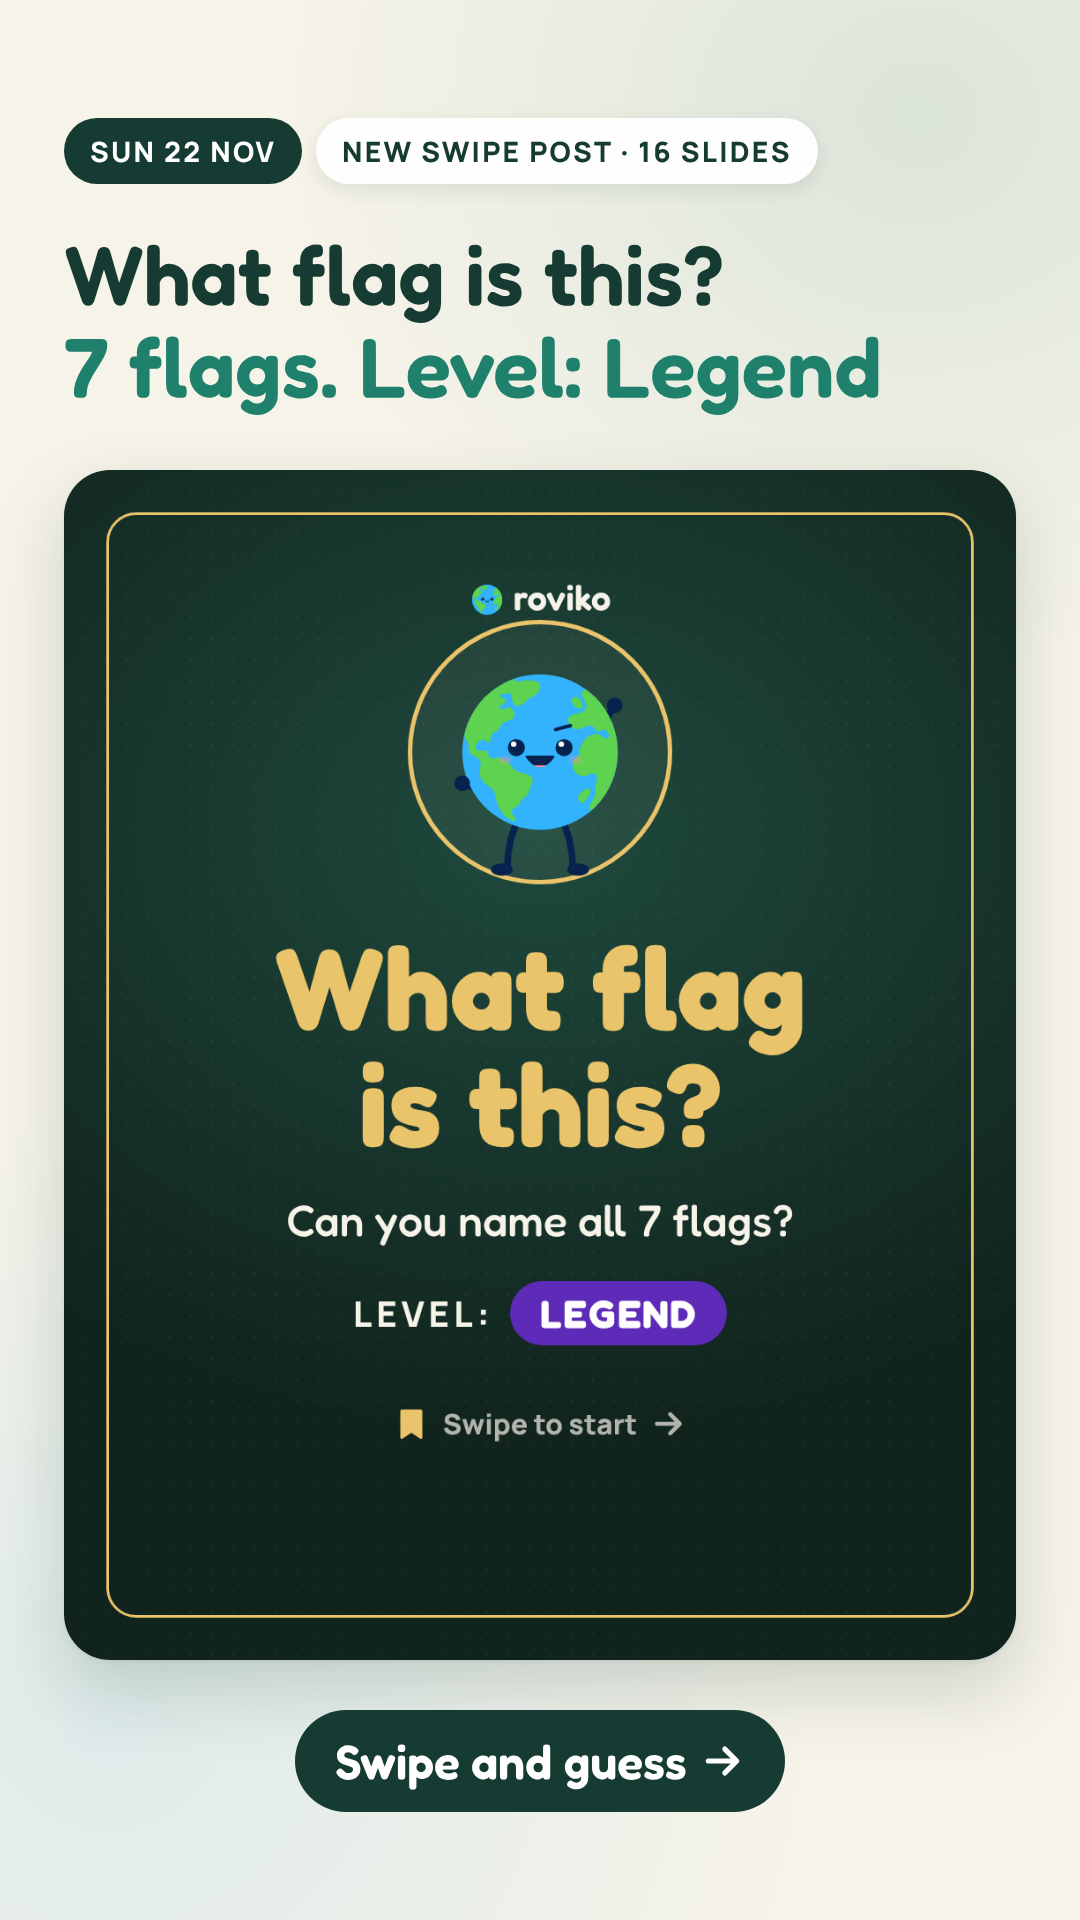 SUN 22 NOV
NEW SWIPE POST · 16 SLIDES
What flag is this?
7 flags. Level: Legend
roviko
What flag
is this?
Can you name all 7 flags?
LEVEL: LEGEND
Swipe to start →
Swipe and guess →